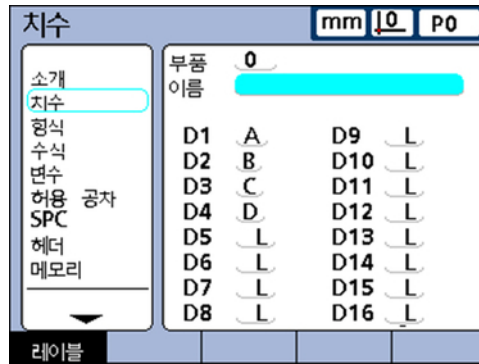 치수 mm 0 P0
소개
치수
형식
수식
변수
허용 공차
SPC
헤더
메모리
부품 0
이름
D1 A D9 L
D2 B D10 L
D3 C D11 L
D4 D D12 L
D5 L D13 L
D6 L D14 L
D7 L D15 L
D8 L D16 L
레이블